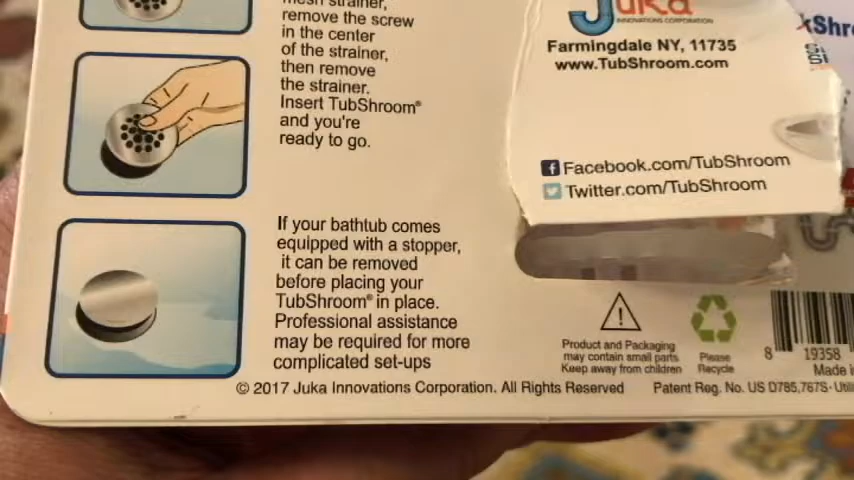 mesh strainer,
remove the screw
in the center
of the strainer,
then remove
the strainer.
Insert TubShroom®
and you're
ready to go.
If your bathtub comes
equipped with a stopper,
it can be removed
before placing your
TubShroom® in place.
Professional assistance
may be required for more
complicated set-ups
Juka
INNOVATIONS CORPORATION
Farmingdale NY, 11735
www.TubShroom.com
Facebook.com/TubShroom
Twitter.com/TubShroom
Product and Packaging
may contain small parts
Keep away from children
Please
Recycle
8 19358
Made i
© 2017 Juka Innovations Corporation. All Rights Reserved
Patent Reg. No. US D785,767S· Utili